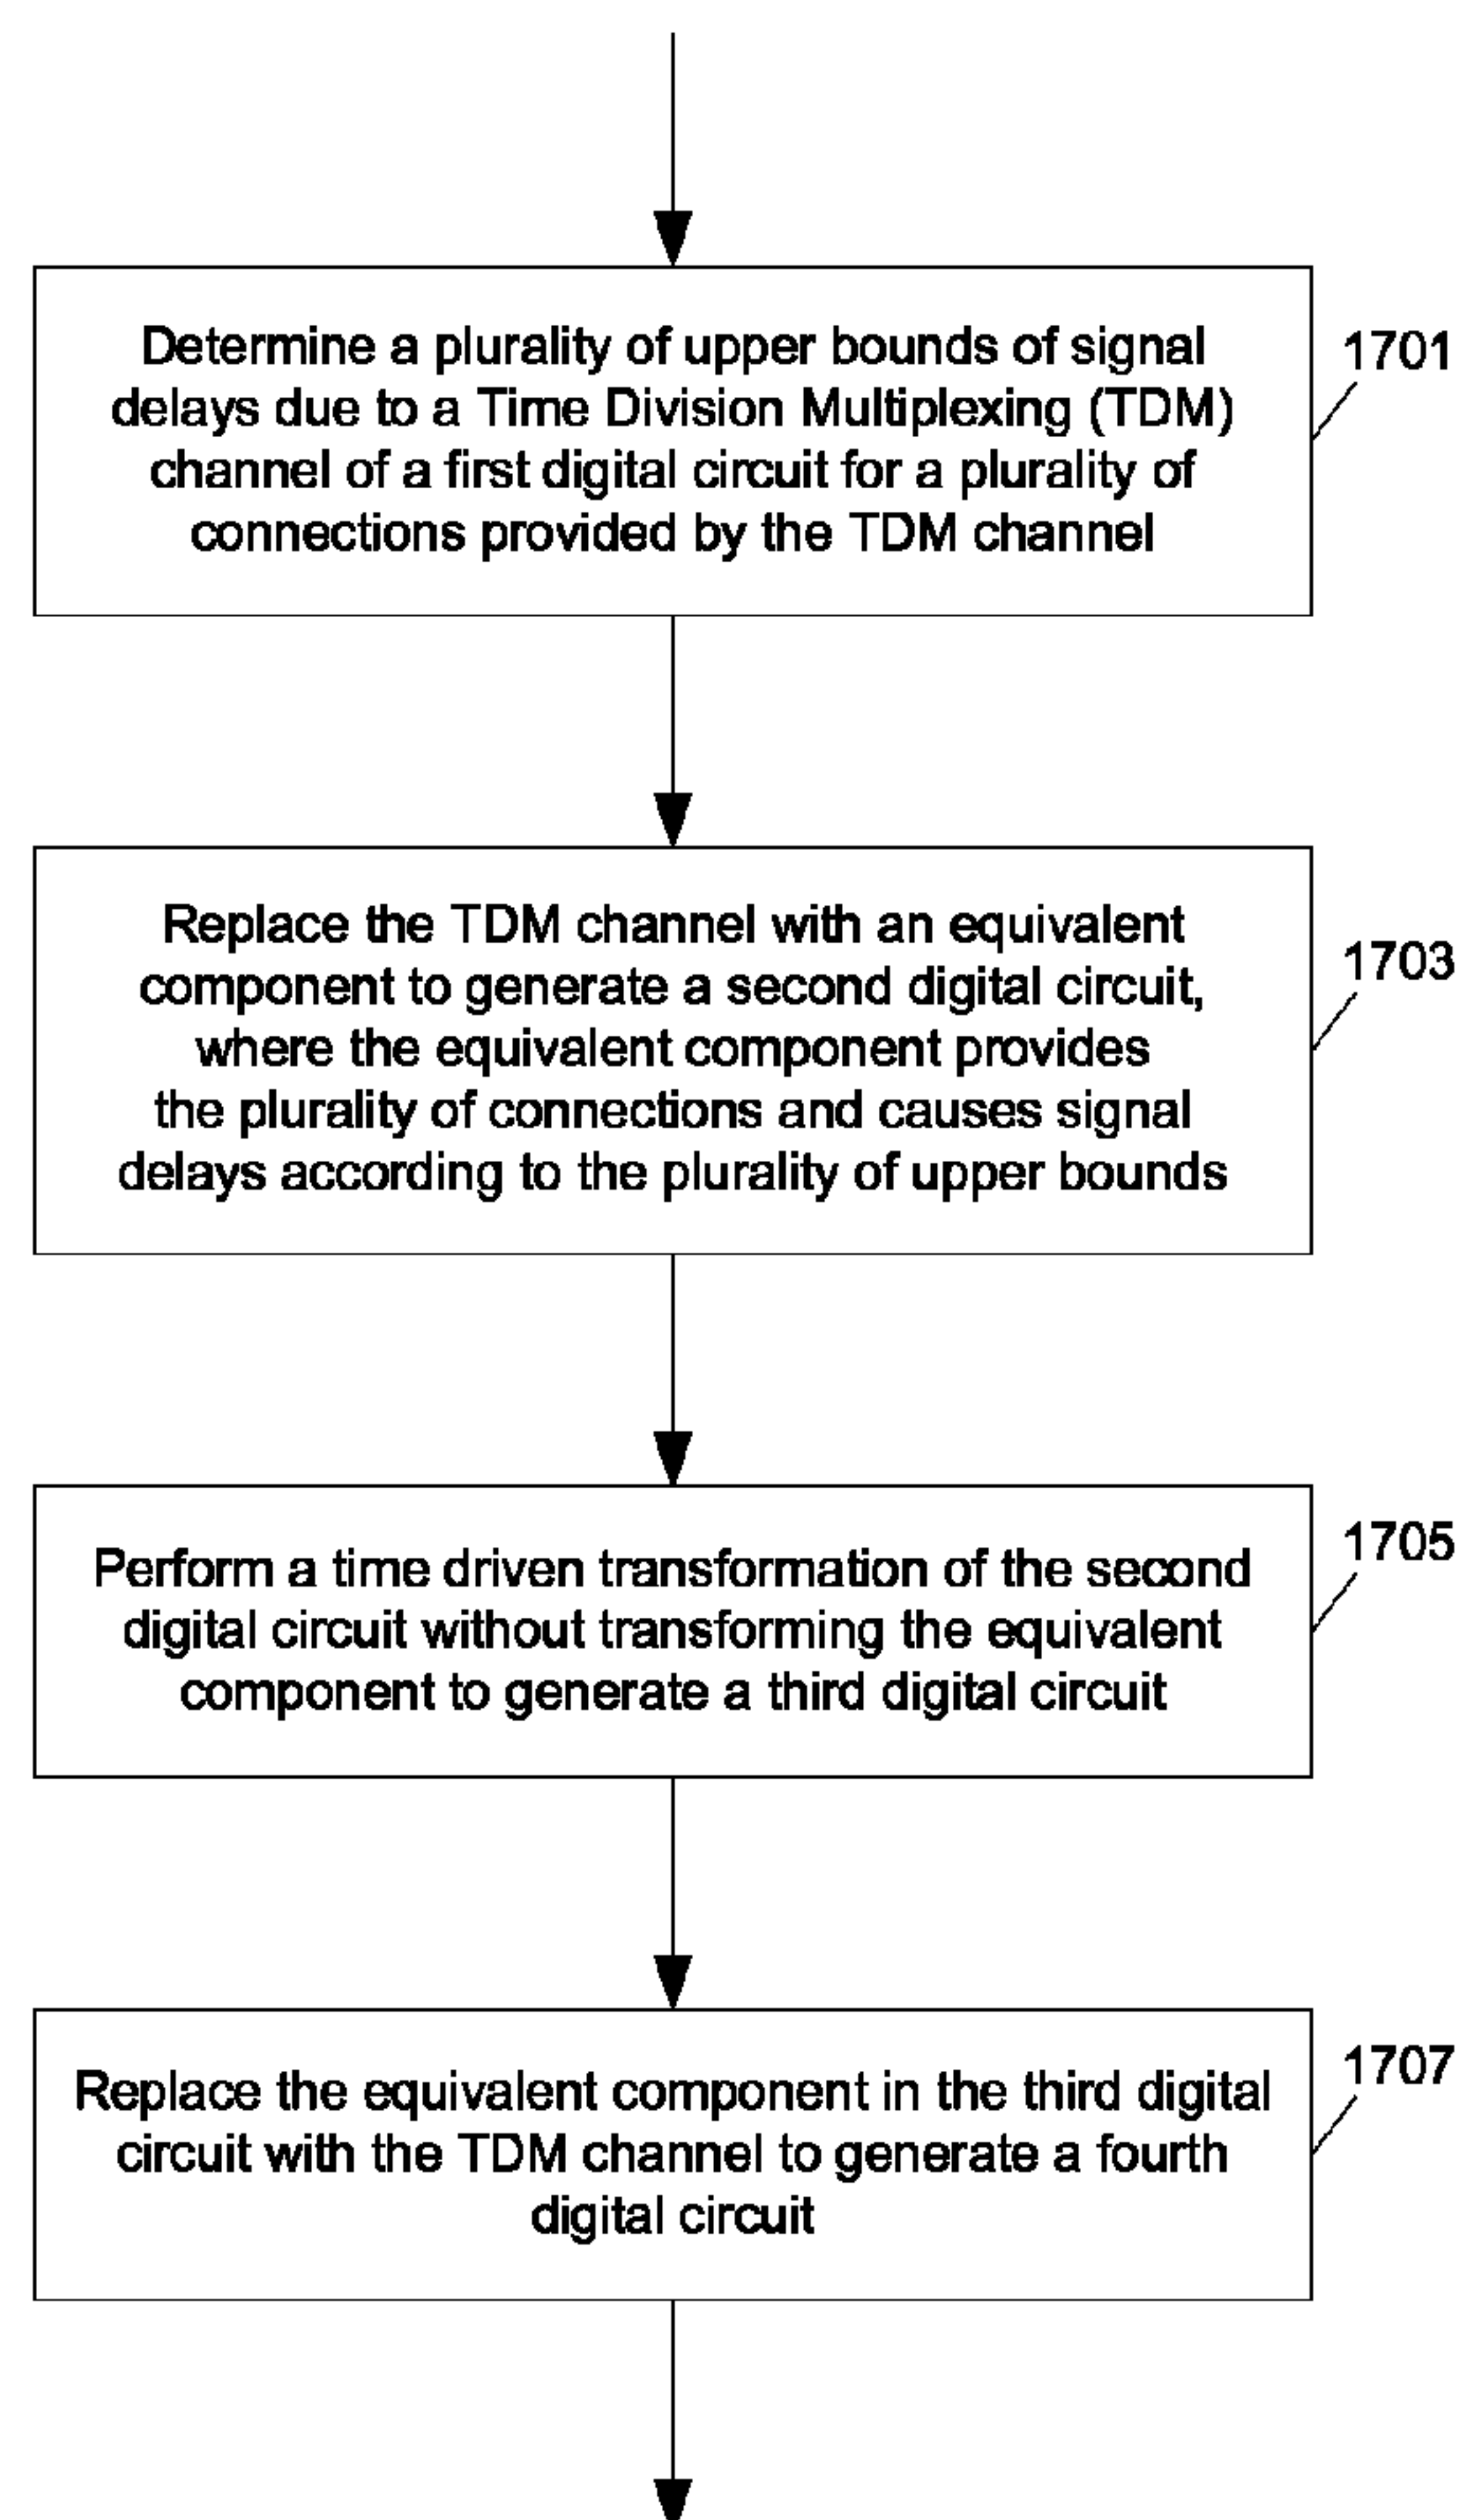 Determine a plurality of upper bounds of signal
delays due to a Time Division Multiplexing (TDM)
channel of a first digital circuit for a plurality of
connections provided by the TDM channel
1701
Replace the TDM channel with an equivalent
component to generate a second digital circuit,
where the equivalent component provides
the plurality of connections and causes signal
delays according to the plurality of upper bounds
1703
Perform a time driven transformation of the second
digital circuit without transforming the equivalent
component to generate a third digital circuit
1705
Replace the equivalent component in the third digital
circuit with the TDM channel to generate a fourth
digital circuit
1707